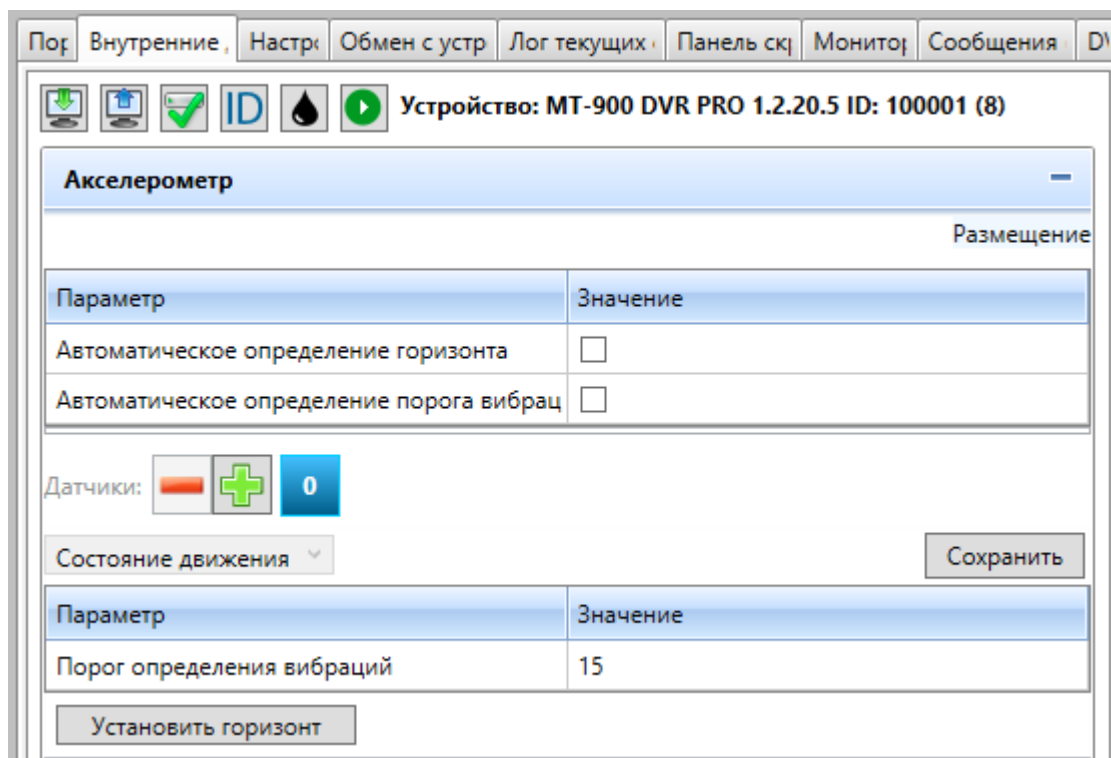 Пор Внутренние , Настро Обмен с устр Лог текущих Панель скр Монитор Сообщения DV
ID Устройство: МТ-900 DVR PRO 1.2.20.5 ID: 100001 (8)
Акселерометр
Размещение
Параметр Значение
Автоматическое определение горизонта
Автоматическое определение порога вибрац
Датчики: 0
Состояние движения Сохранить
Параметр Значение
Порог определения вибраций 15
Установить горизонт